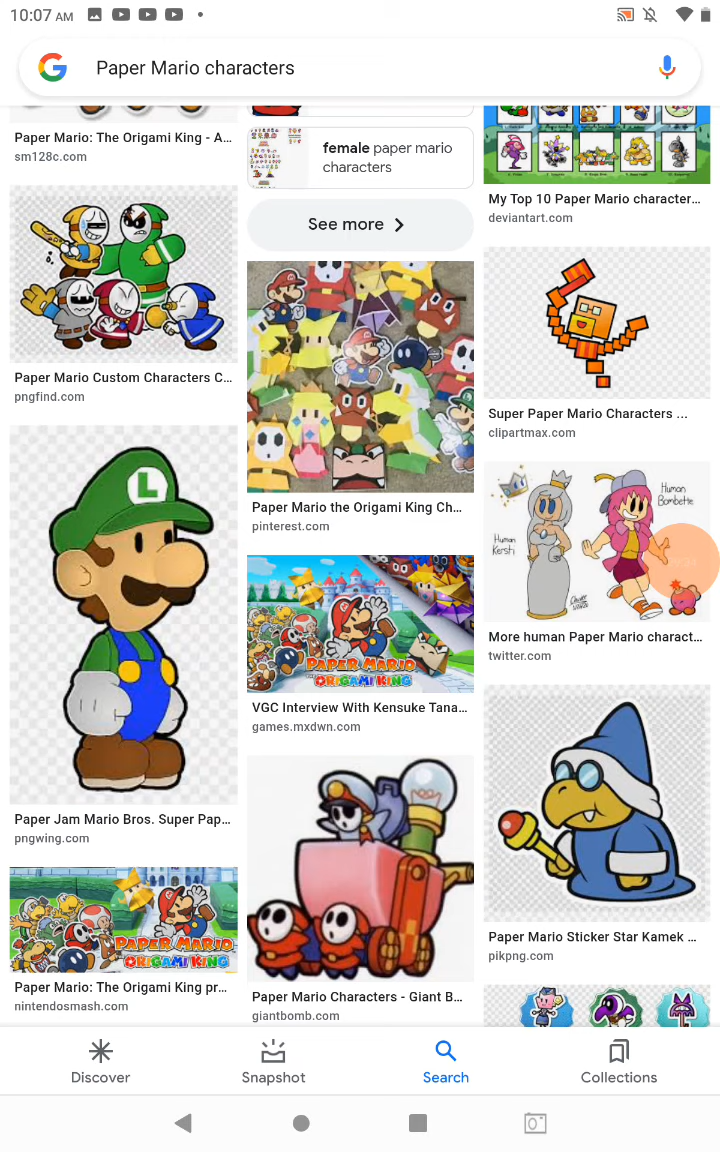 10:07 AM
Paper Mario characters
Paper Mario: The Origami King - A...
sm128c.com
Paper Mario Custom Characters C...
pngfind.com
L
Paper Jam Mario Bros. Super Pap...
pngwing.com
PAPER MARIO
ORIGAMI KING
Paper Mario: The Origami King pr...
nintendosmash.com
female paper mario
characters
See more
Paper Mario the Origami King Ch...
pinterest.com
PAPER MARIO
ORIGAMI KING
VGC Interview With Kensuke Tana...
games.mxdwn.com
Paper Mario Characters - Giant B...
giantbomb.com
My Top 10 Paper Mario character...
deviantart.com
Super Paper Mario Characters ...
clipartmax.com
Human
Kersti
Human
Bombette
More human Paper Mario charact...
twitter.com
Paper Mario Sticker Star Kamek ...
pikpng.com
Discover
Snapshot
Search
Collections